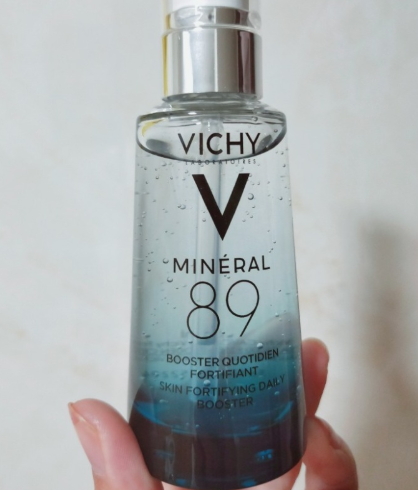 VICHY
LABORATOIRES
V
MINÉRAL
89
BOOSTER QUOTIDIEN
FORTIFIANT
SKIN FORTIFYING DAILY
BOOSTER